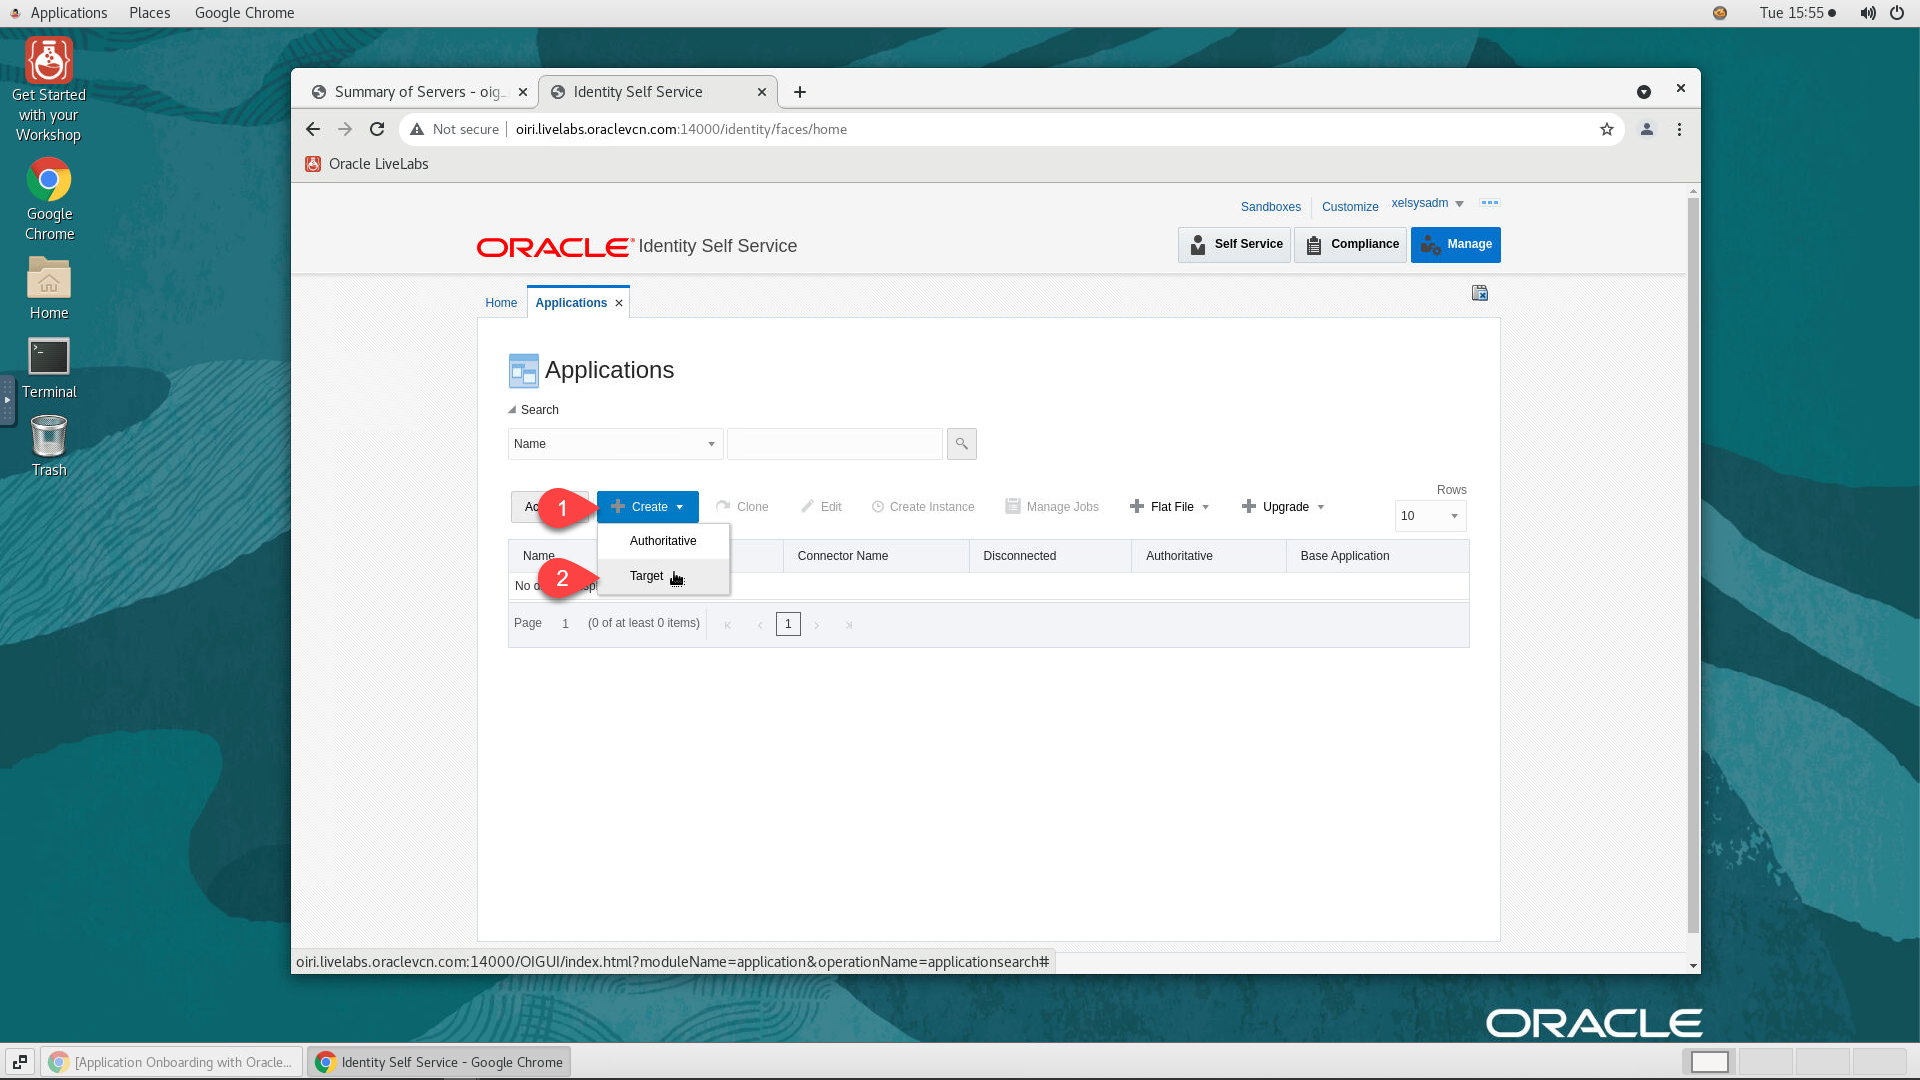 Applications Places Google Chrome
Tue 15:55
Get Started
with your
Workshop
Google
Chrome
Home
Terminal
Trash
Summary of Servers - oig_
Identity Self Service
Not secure oiri.livelabs.oraclevcn.com:14000/identity/faces/home
Oracle LiveLabs
Sandboxes Customize xelsysadm
ORACLE Identity Self Service
Self Service Compliance Manage
Home Applications
Applications
Search
Name
Rows
1 Create Clone Edit Create Instance Manage Jobs Flat File Upgrade 10
Authoritative
Name Connector Name Disconnected Authoritative Base Application
2 Target
No
Page 1 (0 of at least 0 items) 1
oiri.livelabs.oraclevcn.com:14000/OIGUI/index.html?moduleName=application&operationName=applicationsearch#
ORACLE
[Application Onboarding with Oracle...
Identity Self Service - Google Chrome